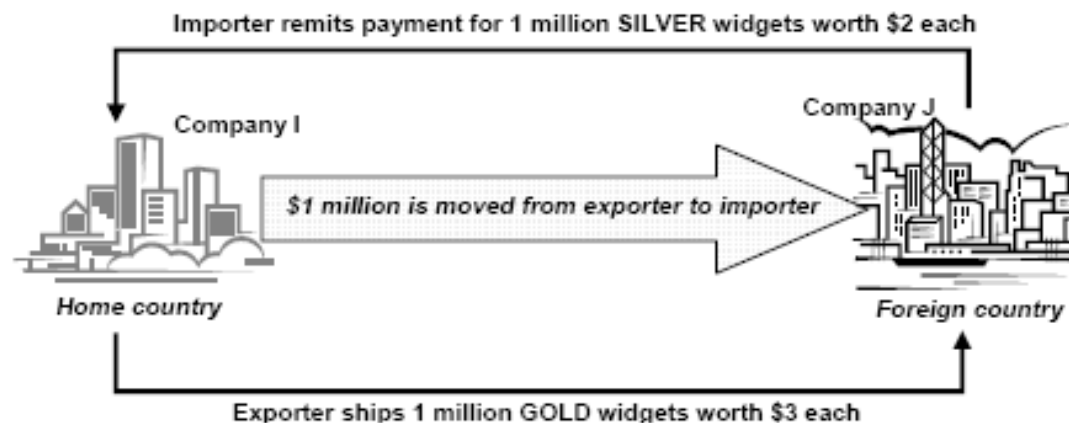 Importer remits payment for 1 million SILVER widgets worth $2 each
Company I
Company J
$1 million is moved from exporter to importer
Home country
Foreign country
Exporter ships 1 million GOLD widgets worth $3 each